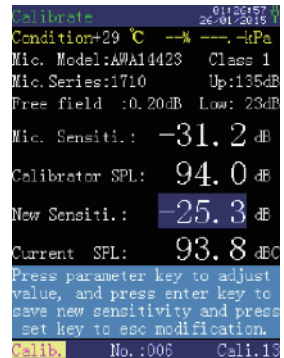 Calibrate 01:26:57 26/01/2015
Condition+29 ℃ --% ---.-kPa
Mic. Model:AWA14423 Class 1
Mic.Series:1710 Up:135dB
Free field :0.20dB Low: 23dB
Mic. Sensiti.: -31.2 dB
Calibrator SPL: 94.0 dB
New Sensiti.: -25.3 dB
Current SPL: 93.8 dBC
Press parameter key to adjust
value, and press enter key to
save new sensitivity and press
set key to esc modification.
Calib. No.:006 Cali.13